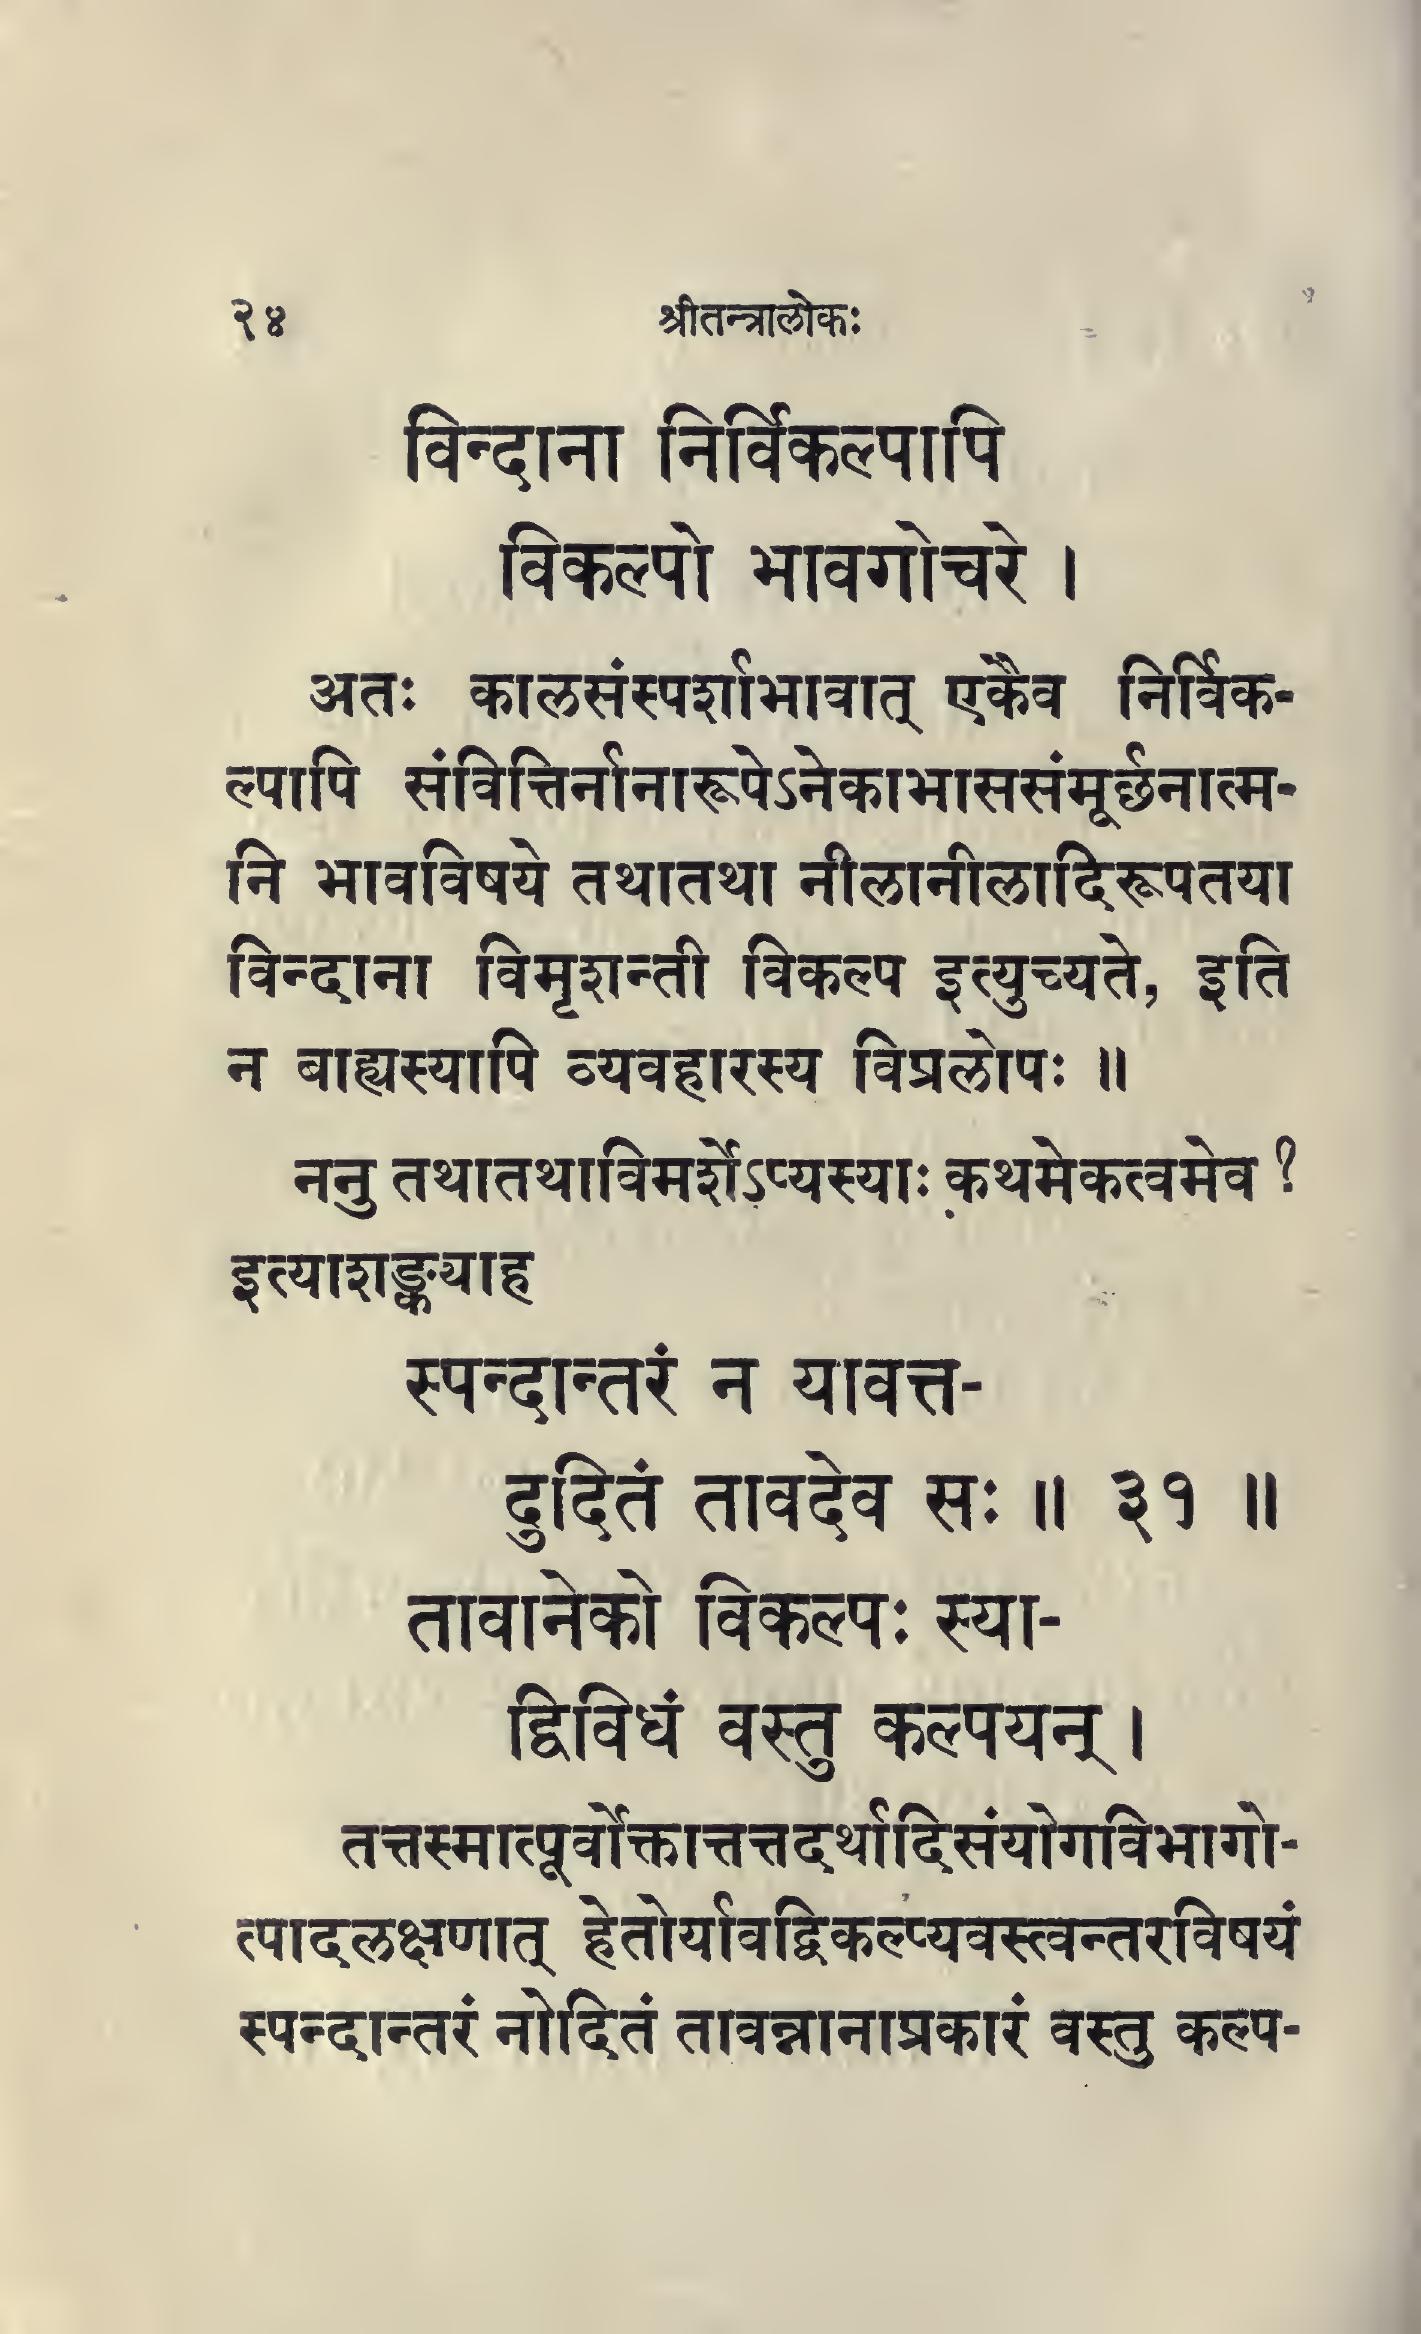 २४ श्रीतन्त्रालोकः
विन्दाना निर्विकल्पापि
विकल्पो भावगोचरे ।
अतः कालसंस्पर्शाभावात् एकैव निर्विक-
ल्पापि संवित्तिर्नानारूपेऽनेकाभाससंमूर्छनात्म-
नि भावविषये तथातथा नीलानीलादिरूपतया
विन्दाना विमृशन्ती विकल्प इत्युच्यते, इति
न बाह्यस्यापि व्यवहारस्य विप्रलोपः ॥
ननु तथातथाविमर्शेऽप्यस्याः कथमेकत्वमेव ?
इत्याशङ्क्याह
स्पन्दान्तरं न यावत्त-
दुदितं तावदेव सः ॥ ३१ ॥
तावानेको विकल्पः स्या-
द्विविधं वस्तु कल्पयन् ।
तत्तस्मात्पूर्वोक्तात्तत्तदर्थादिसंयोगविभागो-
त्पादलक्षणात् हेतोर्यावद्विकल्प्यवस्त्वन्तरविषयं
स्पन्दान्तरं नोदितं तावन्नानाप्रकारं वस्तु कल्प-